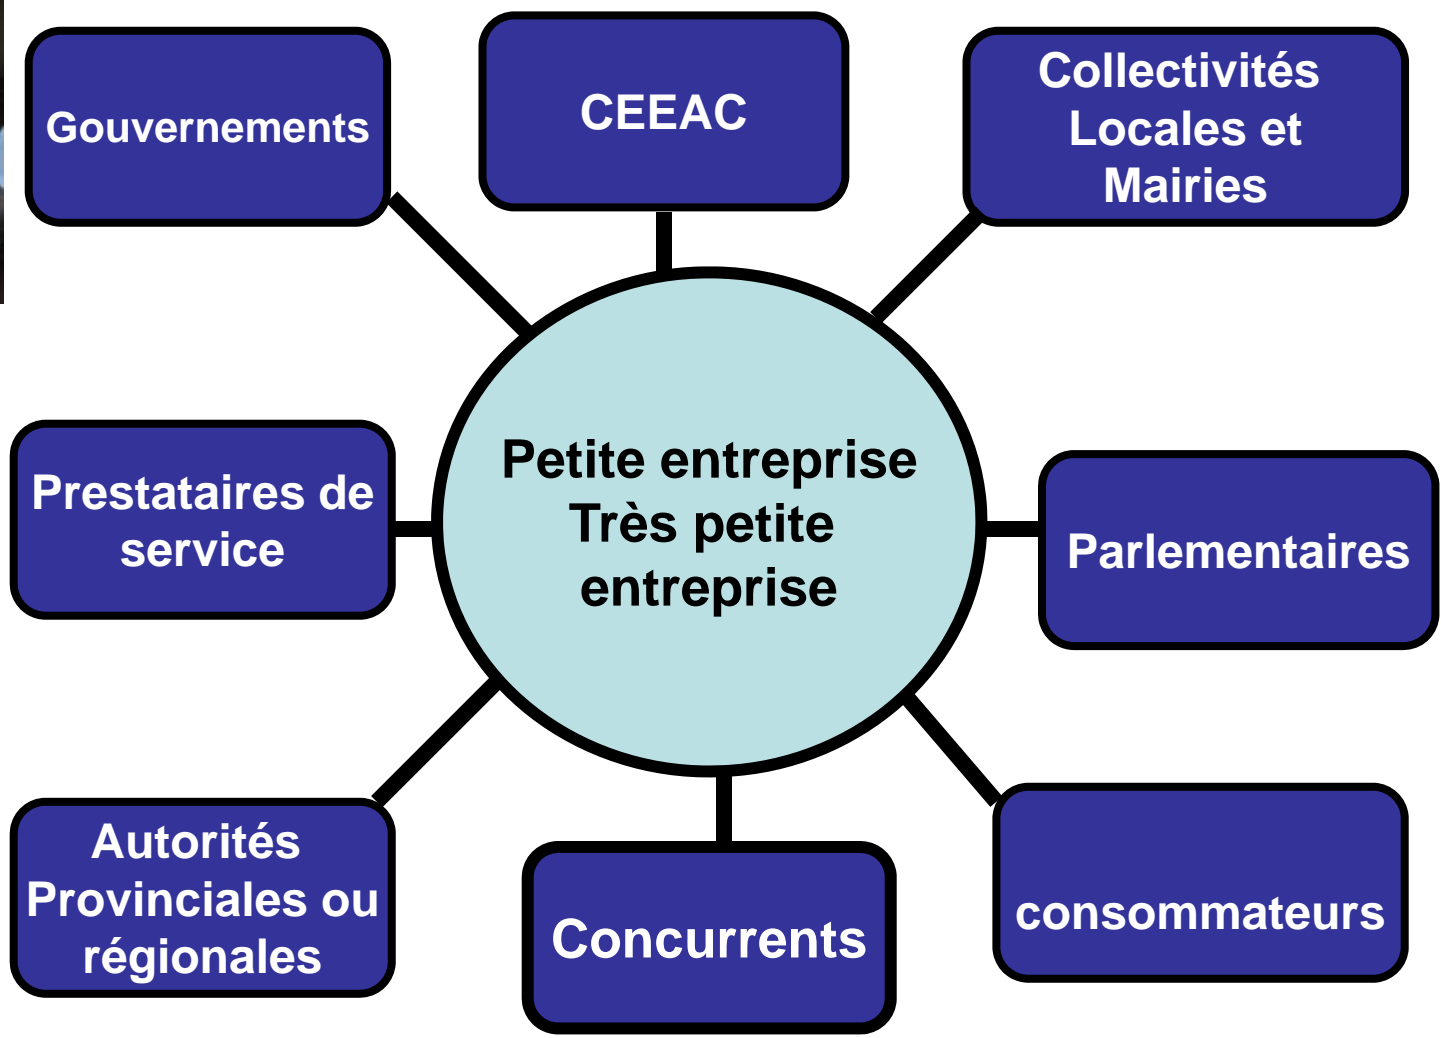 Gouvernements
CEEAC
Collectivités
Locales et
Mairies
Prestataires de
service
Petite entreprise
Très petite
entreprise
Parlementaires
Autorités
Provinciales ou
régionales
Concurrents
consommateurs